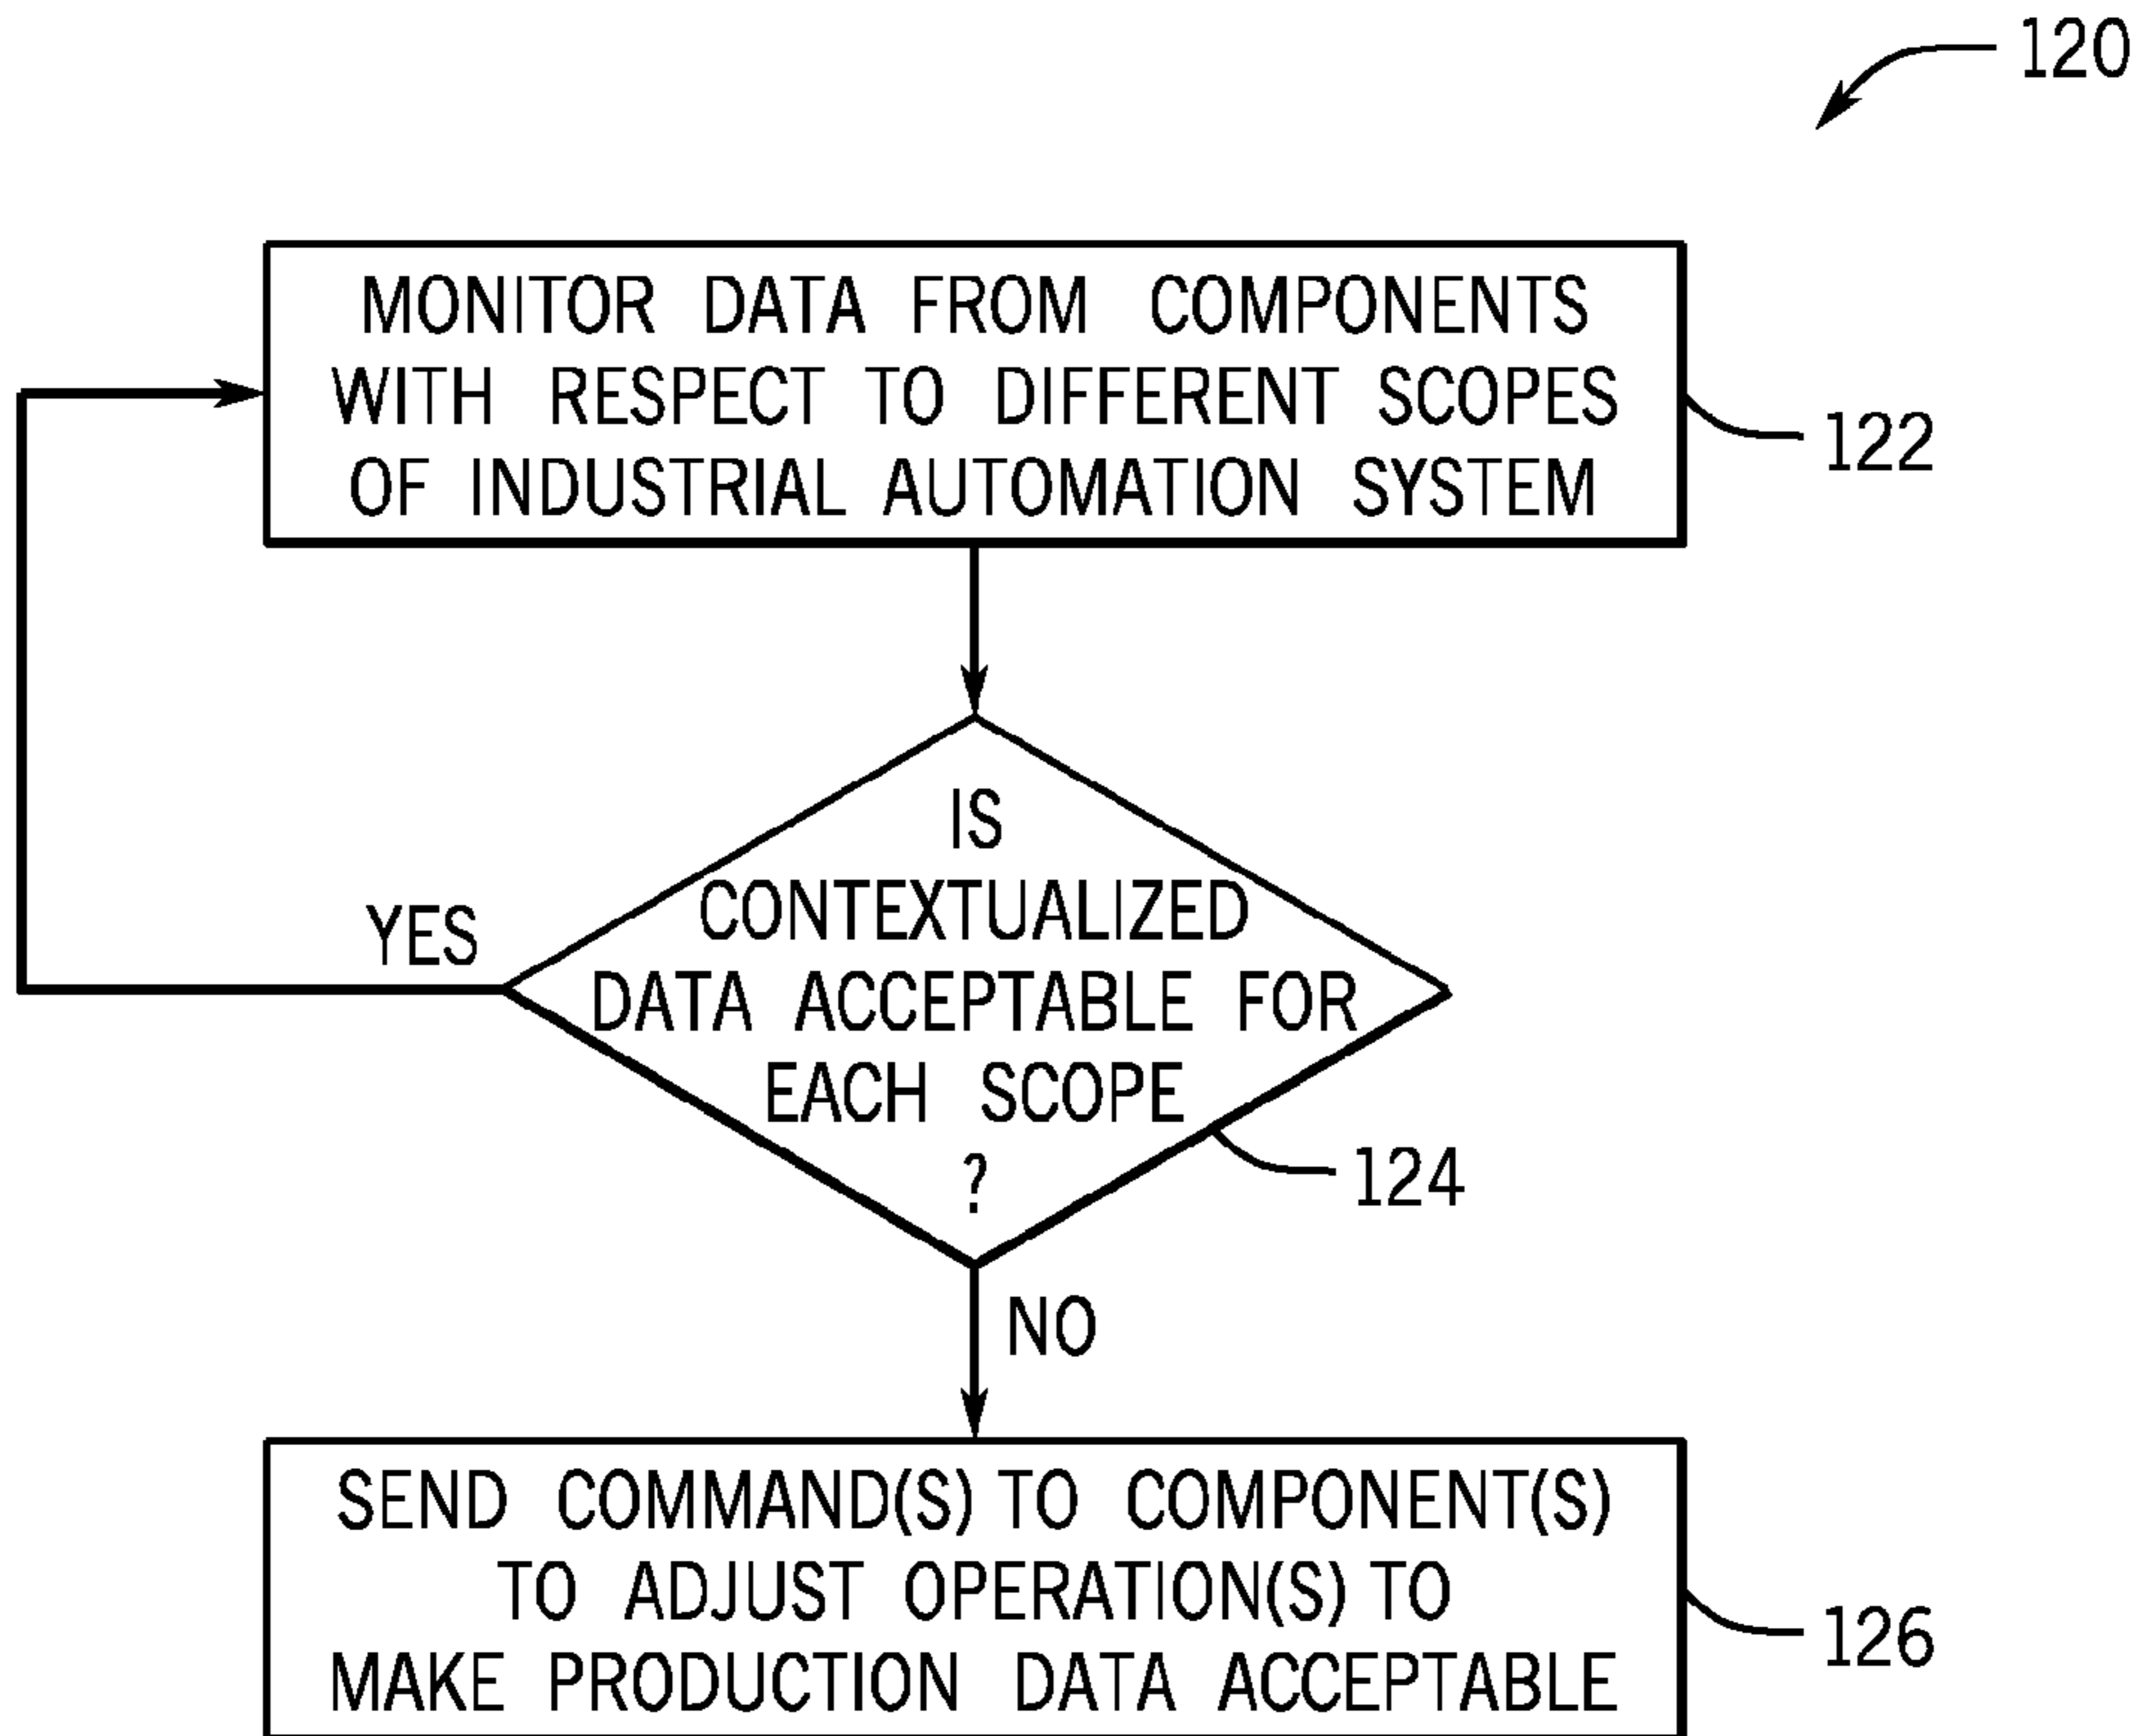 120
MONITOR DATA FROM COMPONENTS
WITH RESPECT TO DIFFERENT SCOPES
OF INDUSTRIAL AUTOMATION SYSTEM
122
IS
CONTEXTUALIZED
DATA ACCEPTABLE FOR
EACH SCOPE
?
YES
124
NO
SEND COMMAND(S) TO COMPONENT(S)
TO ADJUST OPERATION(S) TO
MAKE PRODUCTION DATA ACCEPTABLE
126